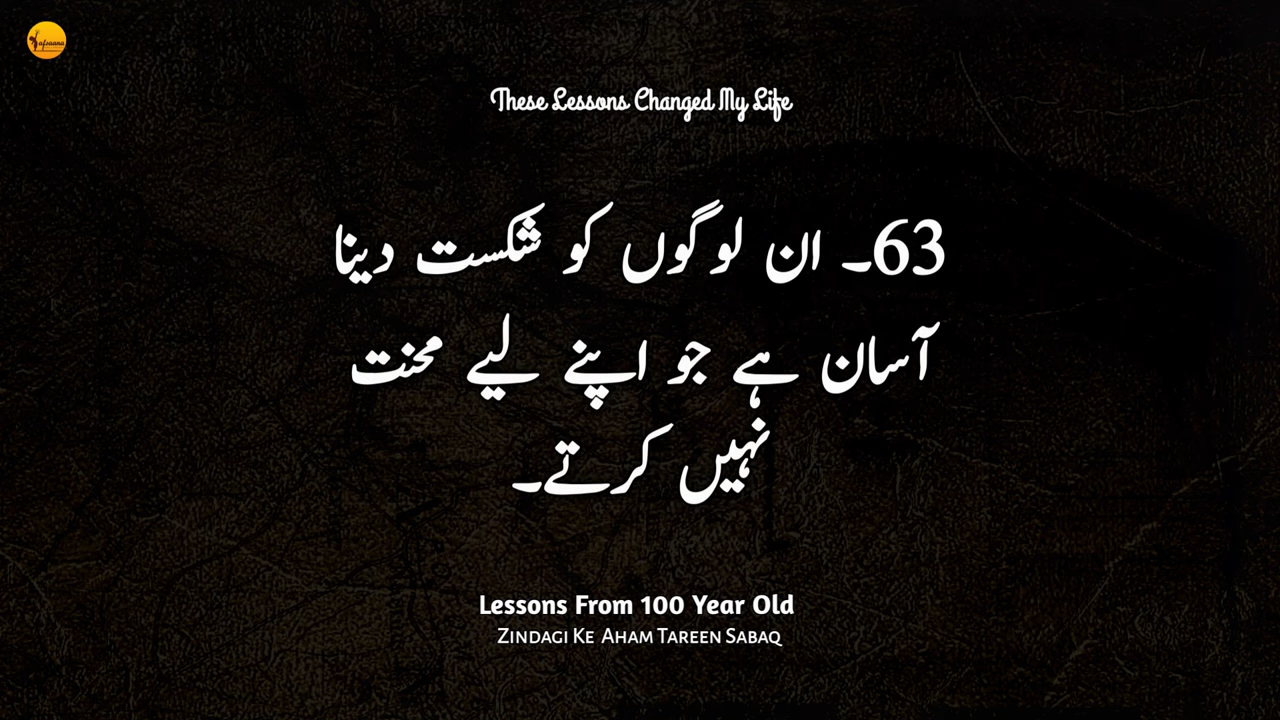 afsaana
These Lessons Changed My Life
63۔ ان لوگوں کو شکست دینا
آسان ہے جو اپنے لیے محنت
نہیں کرتے۔
Lessons From 100 Year Old
Zindagi Ke Aham Tareen Sabaq